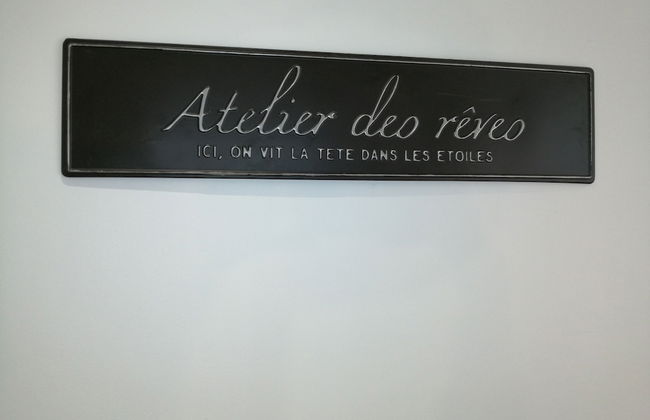 Atelier des rêves
ICI, ON VIT LA TETE DANS LES ETOILES